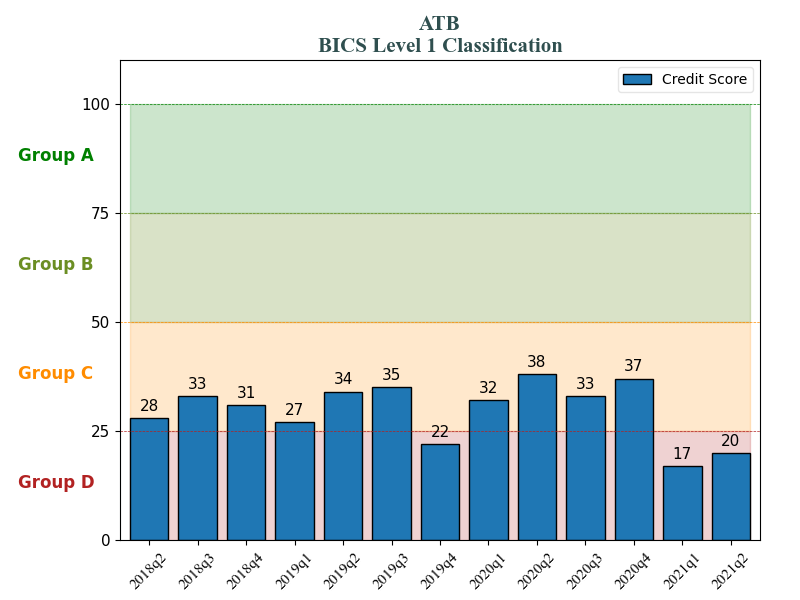 ATB
BICS Level 1 Classification
Credit Score
100
Group A
75
Group B
50
Group C
25
Group D
0
28
33
31
27
34
35
22
32
38
33
37
17
20
2018q2
2018q3
2018q4
2019q1
2019q2
2019q3
2019q4
2020q1
2020q2
2020q3
2020q4
2021q1
2021q2